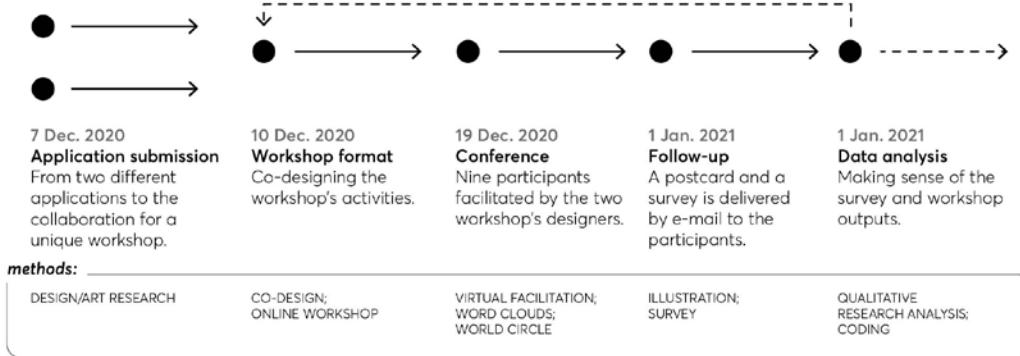 7 Dec. 2020
Application submission
From two different
applications to the
collaboration for a
unique workshop.
10 Dec. 2020
Workshop format
Co-designing the
workshop's activities.
19 Dec. 2020
Conference
Nine participants
facilitated by the two
workshop's designers.
1 Jan. 2021
Follow-up
A postcard and a
survey is delivered
by e-mail to the
participants.
1 Jan. 2021
Data analysis
Making sense of the
survey and workshop
outputs.
methods:
DESIGN/ART RESEARCH
CO-DESIGN;
ONLINE WORKSHOP
VIRTUAL FACILITATION;
WORD CLOUDS;
WORLD CIRCLE
ILLUSTRATION;
SURVEY
QUALITATIVE
RESEARCH ANALYSIS;
CODING